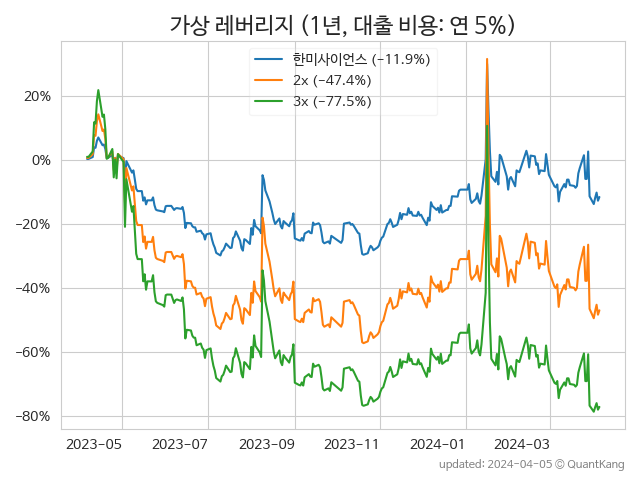 가상 레버리지 (1년, 대출 비용: 연 5%)
한미사이언스 (−11.9%)
2x (−47.4%)
3x (−77.5%)
20%
0%
−20%
−40%
−60%
−80%
2023-05 2023-07 2023-09 2023-11 2024-01 2024-03
updated: 2024-04-05 © QuantKang